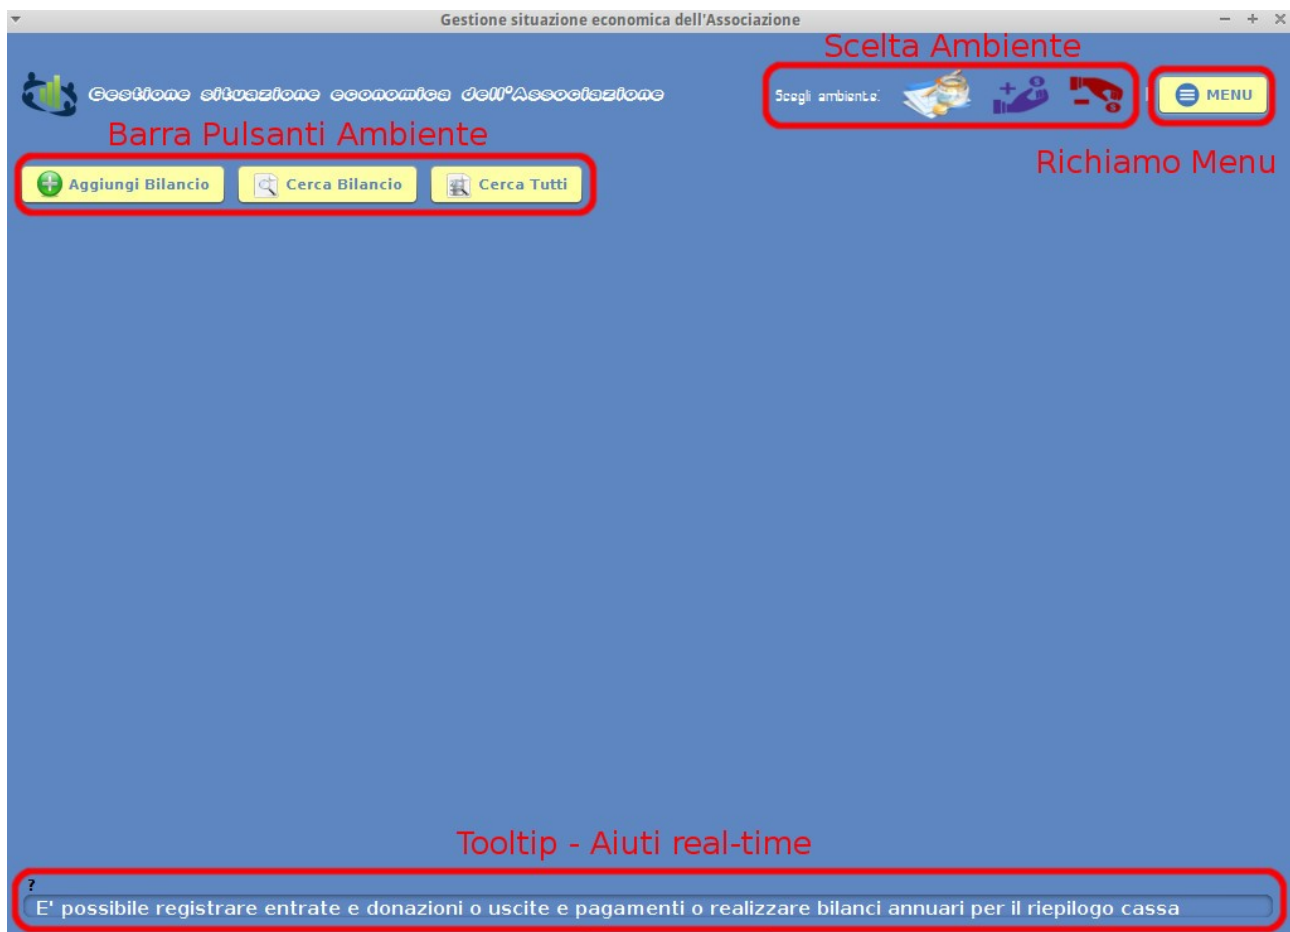 Gestione situazione economica dell'Associazione
Scelta Ambiente
Gestione situazione economica dell'Associazione
Scegli ambiente:
MENU
Barra Pulsanti Ambiente
Richiamo Menu
Aggiungi Bilancio
Cerca Bilancio
Cerca Tutti
Tooltip - Aiuti real-time
?
E' possibile registrare entrate e donazioni o uscite e pagamenti o realizzare bilanci annuari per il riepilogo cassa